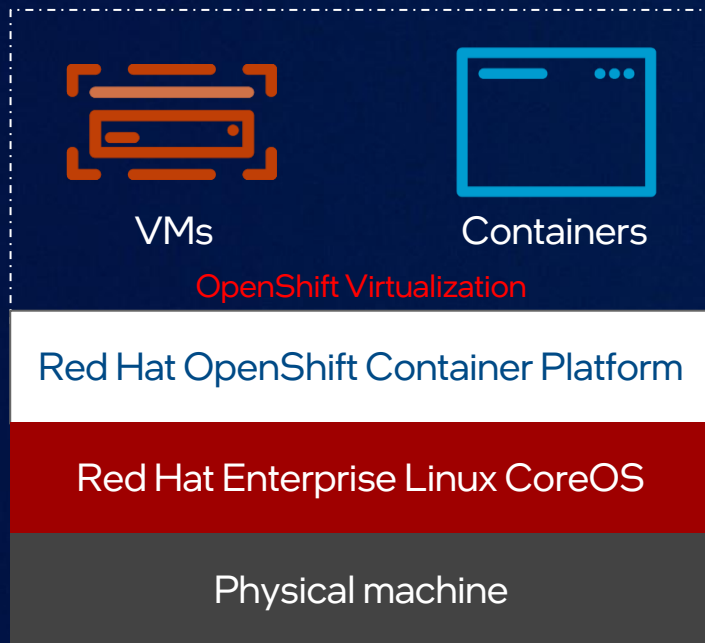 VMs
Containers
OpenShift Virtualization
Red Hat OpenShift Container Platform
Red Hat Enterprise Linux CoreOS
Physical machine